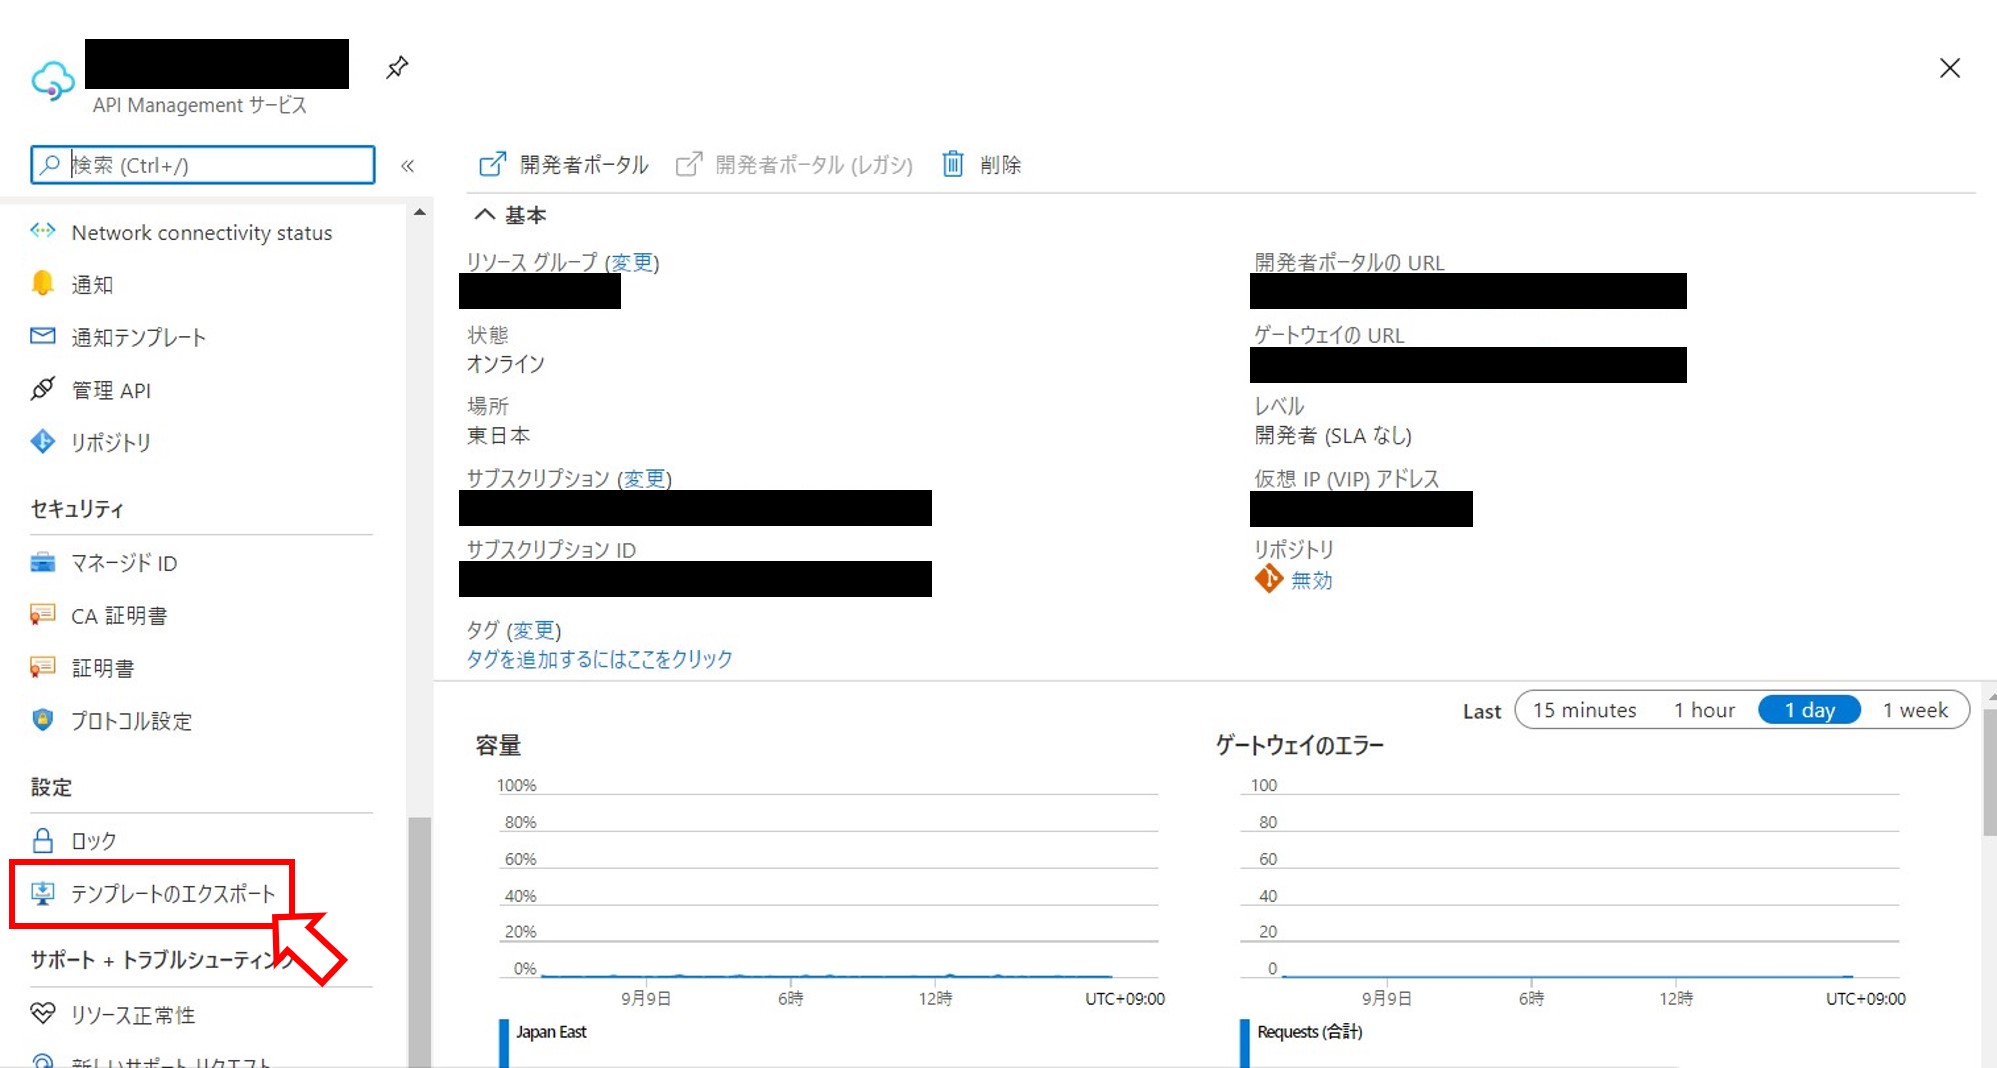 API Management サービス
検索 (Ctrl+/)
«
Network connectivity status
通知
通知テンプレート
管理 API
リポジトリ
セキュリティ
マネージド ID
CA 証明書
証明書
プロトコル設定
設定
ロック
テンプレートのエクスポート
サポート + トラブルシューティング
リソース正常性
新しいサポート リクエスト
開発者ポータル
開発者ポータル (レガシ)
削除
基本
リソース グループ (変更)
状態
オンライン
場所
東日本
サブスクリプション (変更)
サブスクリプション ID
タグ (変更)
タグを追加するにはここをクリック
開発者ポータルの URL
ゲートウェイの URL
レベル
開発者 (SLA なし)
仮想 IP (VIP) アドレス
リポジトリ
無効
Last 15 minutes 1 hour 1 day 1 week
容量
100%
80%
60%
40%
20%
0%
9月9日 6時 12時 UTC+09:00
Japan East
ゲートウェイのエラー
100
80
60
40
20
0
9月9日 6時 12時 UTC+09:00
Requests (合計)